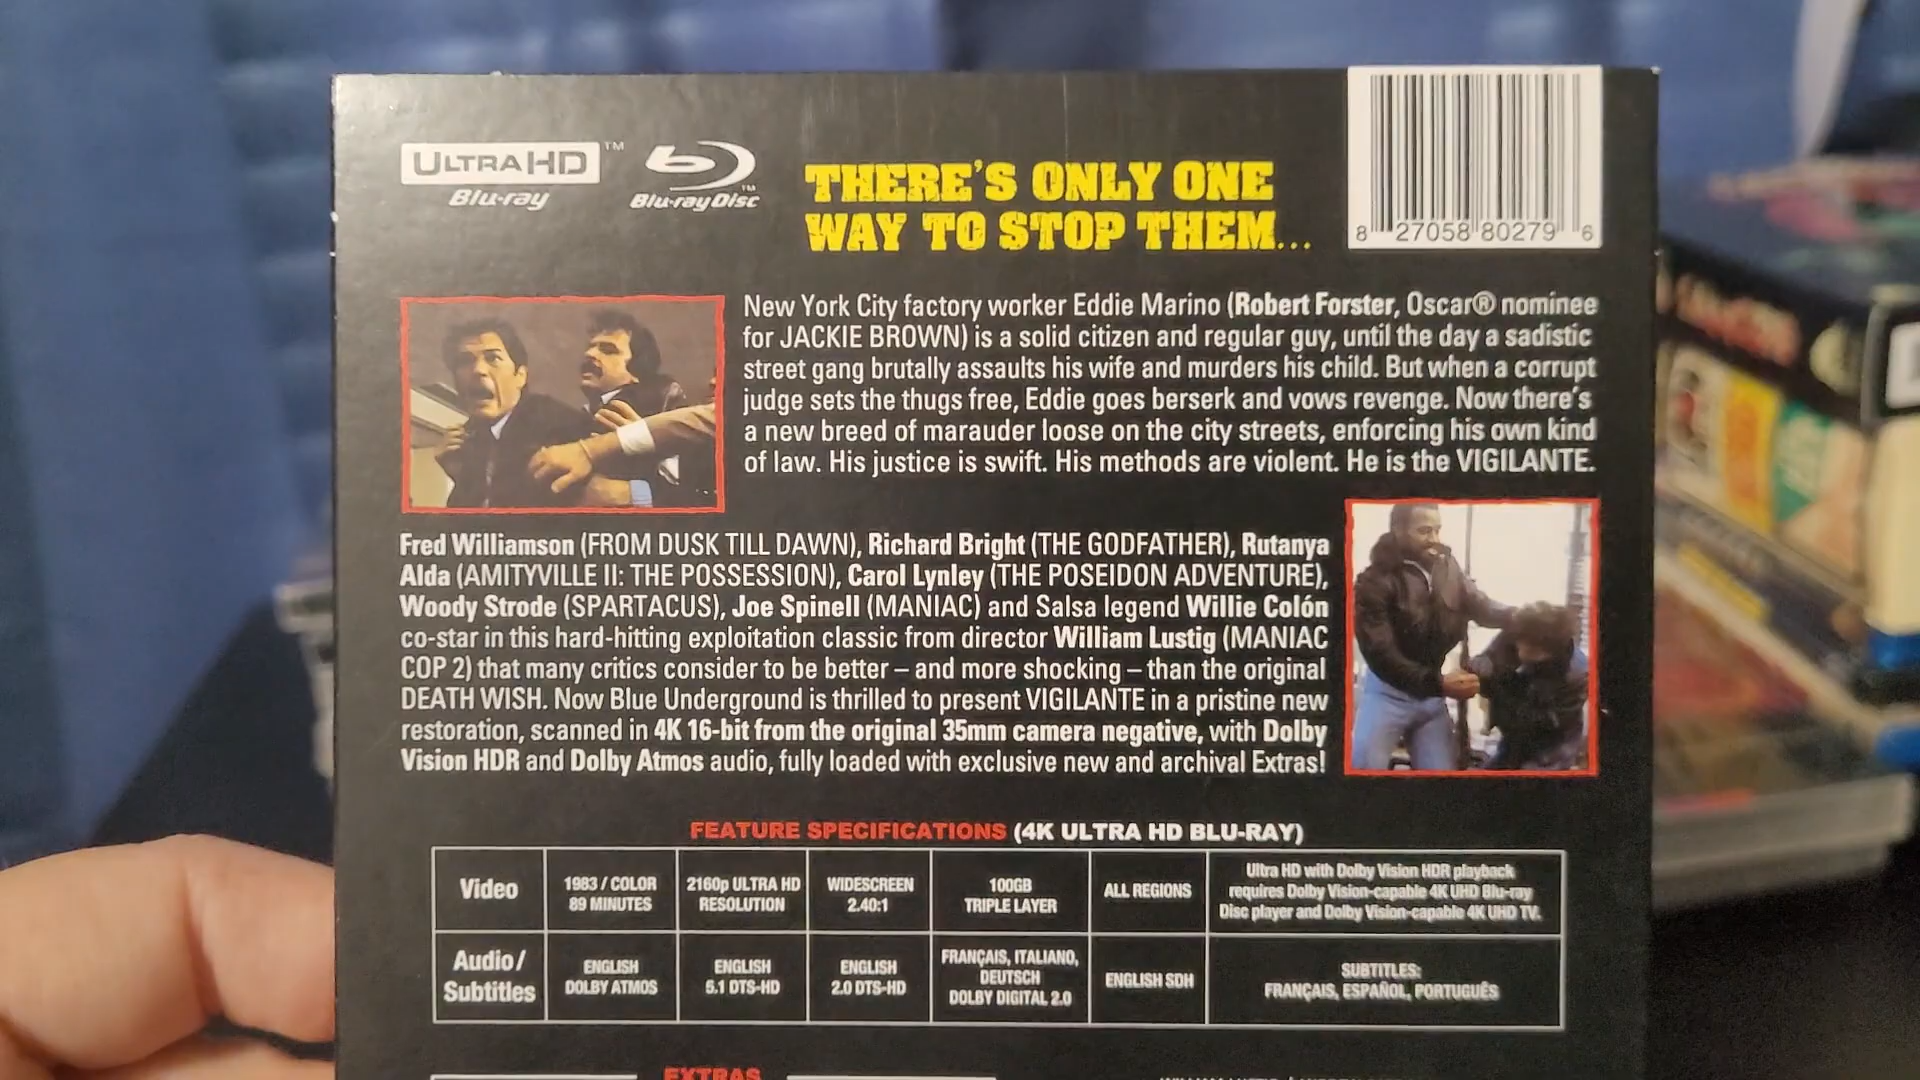 ULTRA HD™
Blu-ray
Blu-ray Disc™
THERE'S ONLY ONE
WAY TO STOP THEM...
8 27058 80279 6
New York City factory worker Eddie Marino (Robert Forster, Oscar® nominee
for JACKIE BROWN) is a solid citizen and regular guy, until the day a sadistic
street gang brutally assaults his wife and murders his child. But when a corrupt
judge sets the thugs free, Eddie goes berserk and vows revenge. Now there's
a new breed of marauder loose on the city streets, enforcing his own kind
of law. His justice is swift. His methods are violent. He is the VIGILANTE.
Fred Williamson (FROM DUSK TILL DAWN), Richard Bright (THE GODFATHER), Rutanya
Alda (AMITYVILLE II: THE POSSESSION), Carol Lynley (THE POSEIDON ADVENTURE),
Woody Strode (SPARTACUS), Joe Spinell (MANIAC) and Salsa legend Willie Colón
co-star in this hard-hitting exploitation classic from director William Lustig (MANIAC
COP 2) that many critics consider to be better – and more shocking – than the original
DEATH WISH. Now Blue Underground is thrilled to present VIGILANTE in a pristine new
restoration, scanned in 4K 16-bit from the original 35mm camera negative, with Dolby
Vision HDR and Dolby Atmos audio, fully loaded with exclusive new and archival Extras!
FEATURE SPECIFICATIONS (4K ULTRA HD BLU-RAY)
Video
1983 / COLOR
89 MINUTES
2160p ULTRA HD
RESOLUTION
WIDESCREEN
2.40:1
100GB
TRIPLE LAYER
ALL REGIONS
Ultra HD with Dolby Vision HDR playback
requires Dolby Vision-capable 4K UHD Blu-ray
Disc player and Dolby Vision-capable 4K UHD TV.
Audio /
Subtitles
ENGLISH
DOLBY ATMOS
ENGLISH
5.1 DTS-HD
ENGLISH
2.0 DTS-HD
FRANÇAIS, ITALIANO,
DEUTSCH
DOLBY DIGITAL 2.0
ENGLISH SDH
SUBTITLES:
FRANÇAIS, ESPAÑOL, PORTUGUÊS
EXTRAS